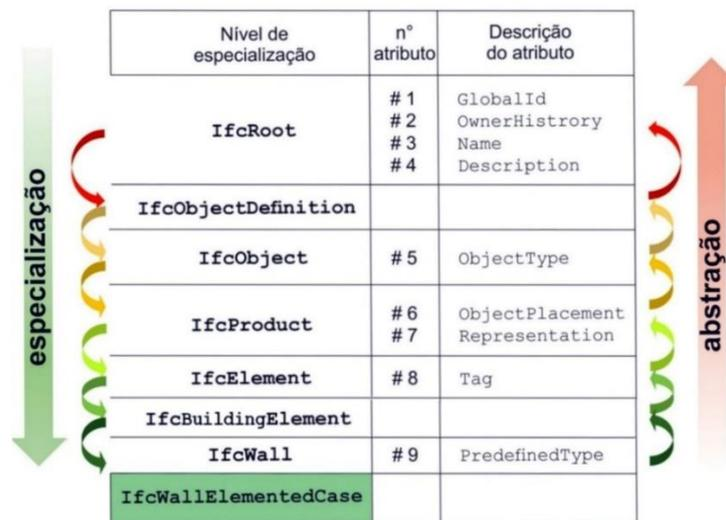 Nível de especialização
n° atributo
Descrição do atributo
IfcRoot
# 1 GlobalId
# 2 OwnerHistrory
# 3 Name
# 4 Description
IfcObjectDefinition
IfcObject # 5 ObjectType
IfcProduct
# 6 ObjectPlacement
# 7 Representation
IfcElement # 8 Tag
IfcBuildingElement
IfcWall # 9 PredefinedType
IfcWallElementedCase
especialização
abstração